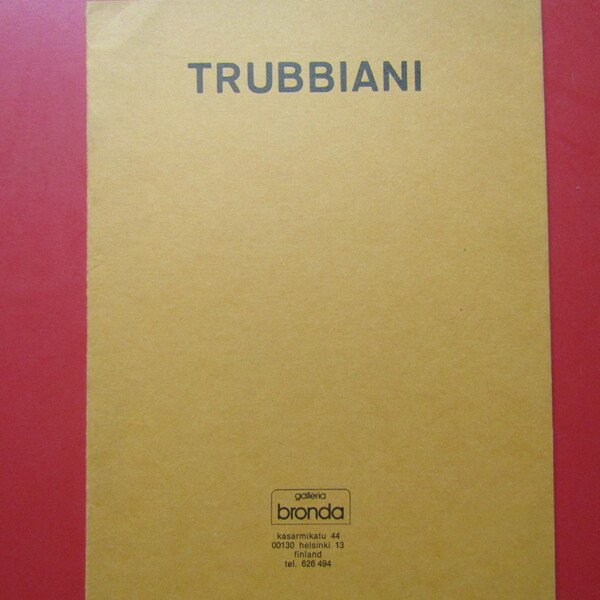 TRUBBIANI
galleria
bronda
kasarmikatu 44
00130 helsinki 13
finland
tel. 626 494